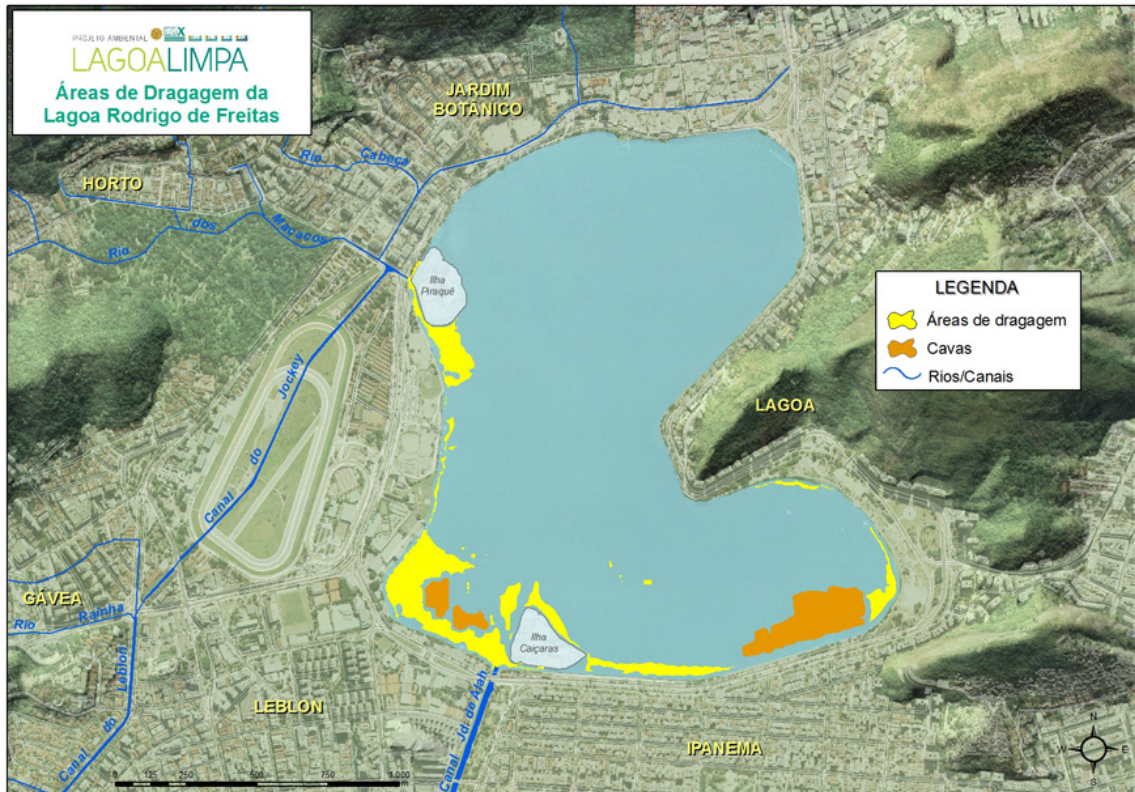 PROJETO AMBIENTAL
LAGOALIMPA
Áreas de Dragagem da
Lagoa Rodrigo de Freitas
JARDIM
BOTÂNICO
Rio Cabeça
HORTO
Rio dos Macacos
Ilha
Piraquê
LEGENDA
Áreas de dragagem
Cavas
Rios/Canais
Canal do Jockey
LAGOA
GÁVEA
Rio Rainha
Ilha
Caiçaras
Canal do Leblon
LEBLON
Canal Jd. de Alah
IPANEMA
N
W E
S
0 125 250 500 750 1.000
M